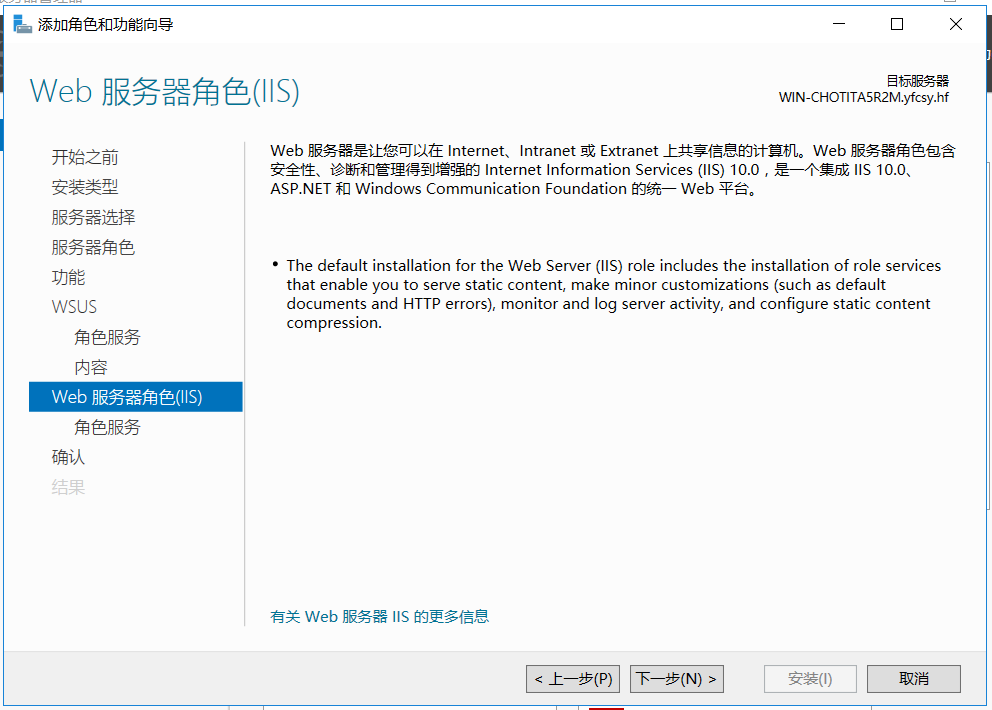 添加角色和功能向导
Web 服务器角色(IIS)
目标服务器
WIN-CHOTITA5R2M.yfcsy.hf
开始之前
安装类型
服务器选择
服务器角色
功能
WSUS
角色服务
内容
Web 服务器角色(IIS)
角色服务
确认
结果
Web 服务器是让您可以在 Internet、Intranet 或 Extranet 上共享信息的计算机。Web 服务器角色包含
安全性、诊断和管理得到增强的 Internet Information Services (IIS) 10.0，是一个集成 IIS 10.0、
ASP.NET 和 Windows Communication Foundation 的统一 Web 平台。
• The default installation for the Web Server (IIS) role includes the installation of role services
that enable you to serve static content, make minor customizations (such as default
documents and HTTP errors), monitor and log server activity, and configure static content
compression.
有关 Web 服务器 IIS 的更多信息
< 上一步(P)
下一步(N) >
安装(I)
取消